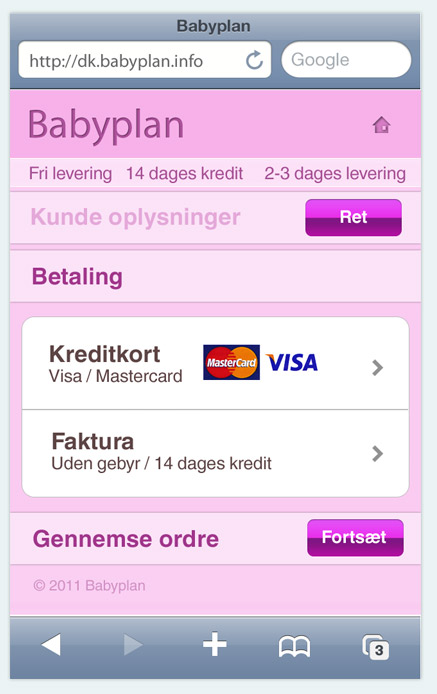 Babyplan
http://dk.babyplan.info
Google
Babyplan
Fri levering 14 dages kredit 2-3 dages levering
Kunde oplysninger Ret
Betaling
Kreditkort
Visa / Mastercard
MasterCard VISA
Faktura
Uden gebyr / 14 dages kredit
Gennemse ordre Fortsæt
© 2011 Babyplan
3